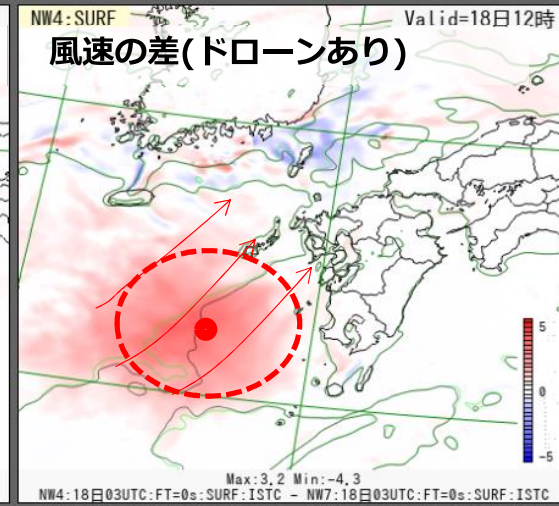 NW4:SURF
Valid=18日12時
風速の差(ドローンあり)
5
0
-5
Max:3.2 Min:-4.3
NW4:18日03UTC:FT=0s:SURF:ISTC - NW7:18日03UTC:FT=0s:SURF:ISTC